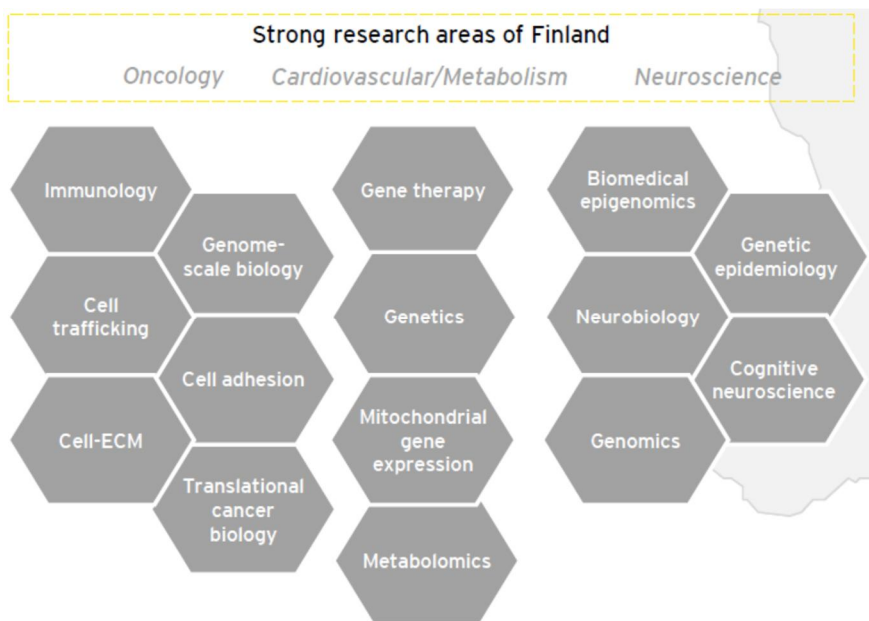 Strong research areas of Finland
Oncology
Cardiovascular/Metabolism
Neuroscience
Immunology
Genome-
scale biology
Cell
trafficking
Cell adhesion
Cell-ECM
Translational
cancer
biology
Gene therapy
Genetics
Mitochondrial
gene
expression
Metabolomics
Biomedical
epigenomics
Genetic
epidemiology
Neurobiology
Cognitive
neuroscience
Genomics